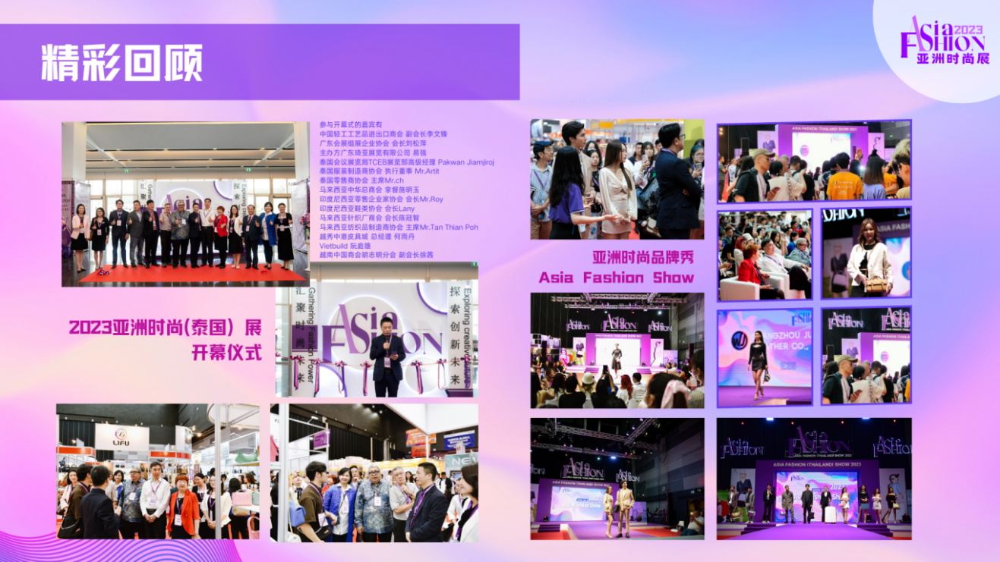 精彩回顾
Asia 2023
FASHION
亚洲时尚展
参与开幕式的嘉宾有
中国轻工工艺品进出口商会 副会长李文锋
广东会展组展企业协会 会长刘松萍
主办方广东琦亚展览有限公司 易强
泰国会议展览局TCEB展览部高级经理 Pakwan Jiamjiroj
泰国服装制造商协会 执行董事 Mr.Artit
泰国零售商协会 主席Mr.ch
马来西亚中华总商会 拿督施明玉
印度尼西亚零售企业家协会 会长Mr.Roy
印度尼西亚鞋类协会 会长Lany
马来西亚针织厂商会 会长陈冠智
马来西亚纺织品制造商协会 主席Mr.Tan Thian Poh
越秀中港皮具城 总经理 何雨丹
Vietbuild 阮庭雄
越南中国商会胡志明分会 副会长徐茜
汇聚时尚未来
Gathering Fashion Power
Asia
FASHION
探索创新未来
2023亚洲时尚(泰国）展
开幕仪式
LIFU
亚洲时尚品牌秀
Asia Fashion Show
ASIA FASHION (THAILAND) SHOW 2023
ASIA FASHION (THAILAND) SHOW 2023
ASIA FASHION (THAILAND) SHOW 2023